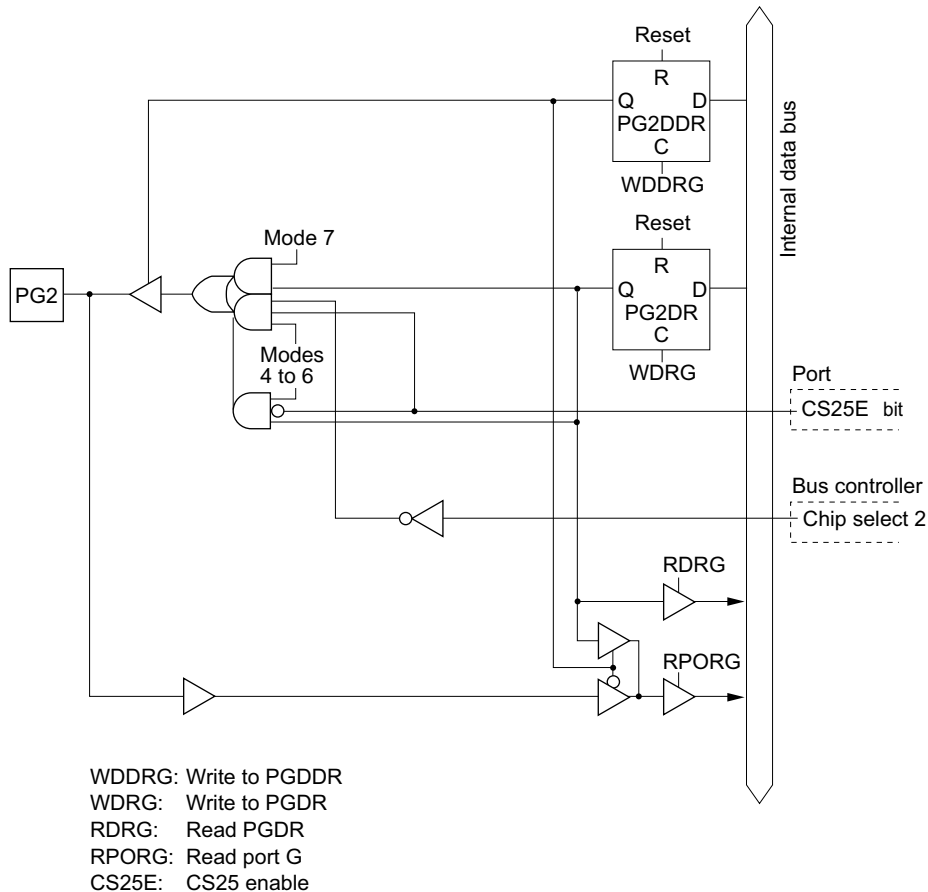 Reset
R
Q D
PG2DDR
C
WDDRG
Internal data bus
Reset
Mode 7
R
PG2
Q D
PG2DR
C
WDRG
Modes
4 to 6
Port
CS25E bit
Bus controller
Chip select 2
RDRG
RPORG
WDDRG: Write to PGDDR
WDRG: Write to PGDR
RDRG: Read PGDR
RPORG: Read port G
CS25E: CS25 enable